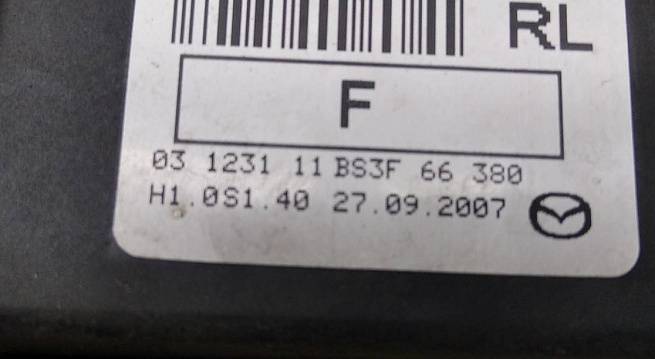 RL
F
03 1231 11 BS3F 66 380
H1.0S1.40 27.09.2007